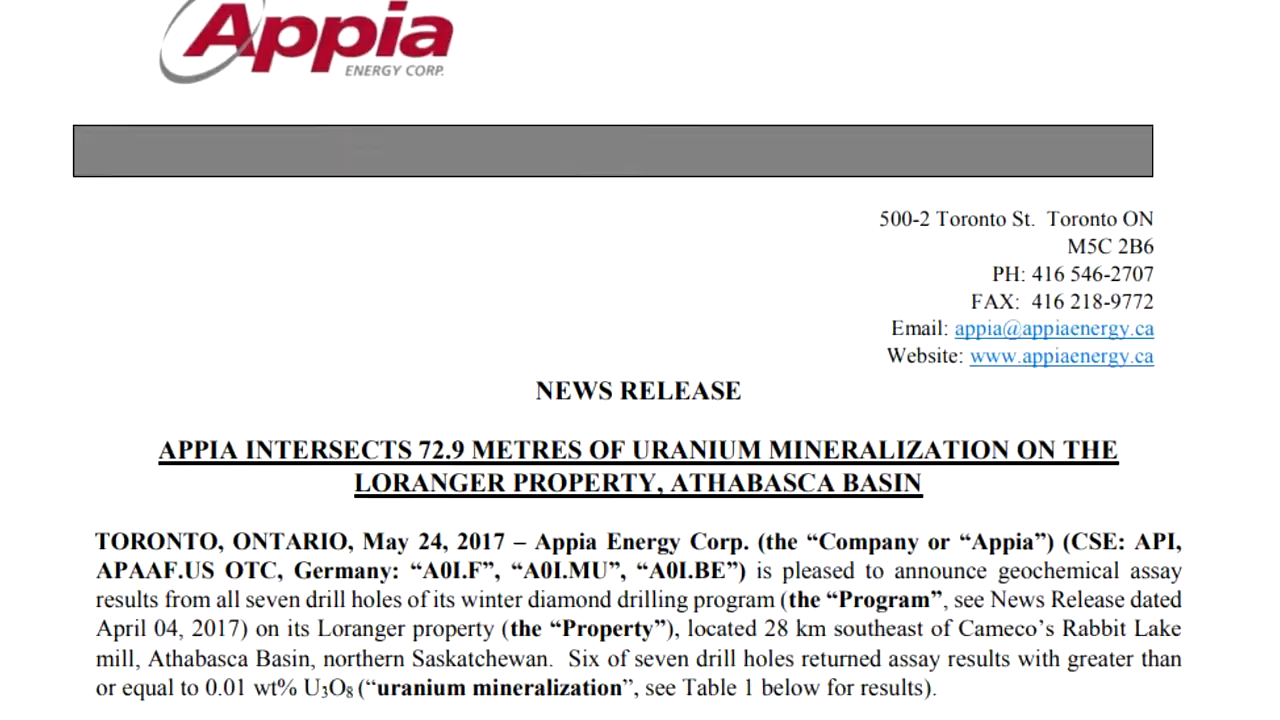 Appia
ENERGY CORP.
500-2 Toronto St.  Toronto ON
M5C 2B6
PH: 416 546-2707
FAX:  416 218-9772
Email: appia@appiaenergy.ca
Website: www.appiaenergy.ca
NEWS RELEASE
APPIA INTERSECTS 72.9 METRES OF URANIUM MINERALIZATION ON THE
LORANGER PROPERTY, ATHABASCA BASIN
TORONTO, ONTARIO, May 24, 2017 – Appia Energy Corp. (the “Company or “Appia”) (CSE: API,
APAAF.US OTC, Germany: “A0I.F”, “A0I.MU”, “A0I.BE”) is pleased to announce geochemical assay
results from all seven drill holes of its winter diamond drilling program (the “Program”, see News Release dated
April 04, 2017) on its Loranger property (the “Property”), located 28 km southeast of Cameco’s Rabbit Lake
mill, Athabasca Basin, northern Saskatchewan.  Six of seven drill holes returned assay results with greater than
or equal to 0.01 wt% U₃O₈ (“uranium mineralization”, see Table 1 below for results).